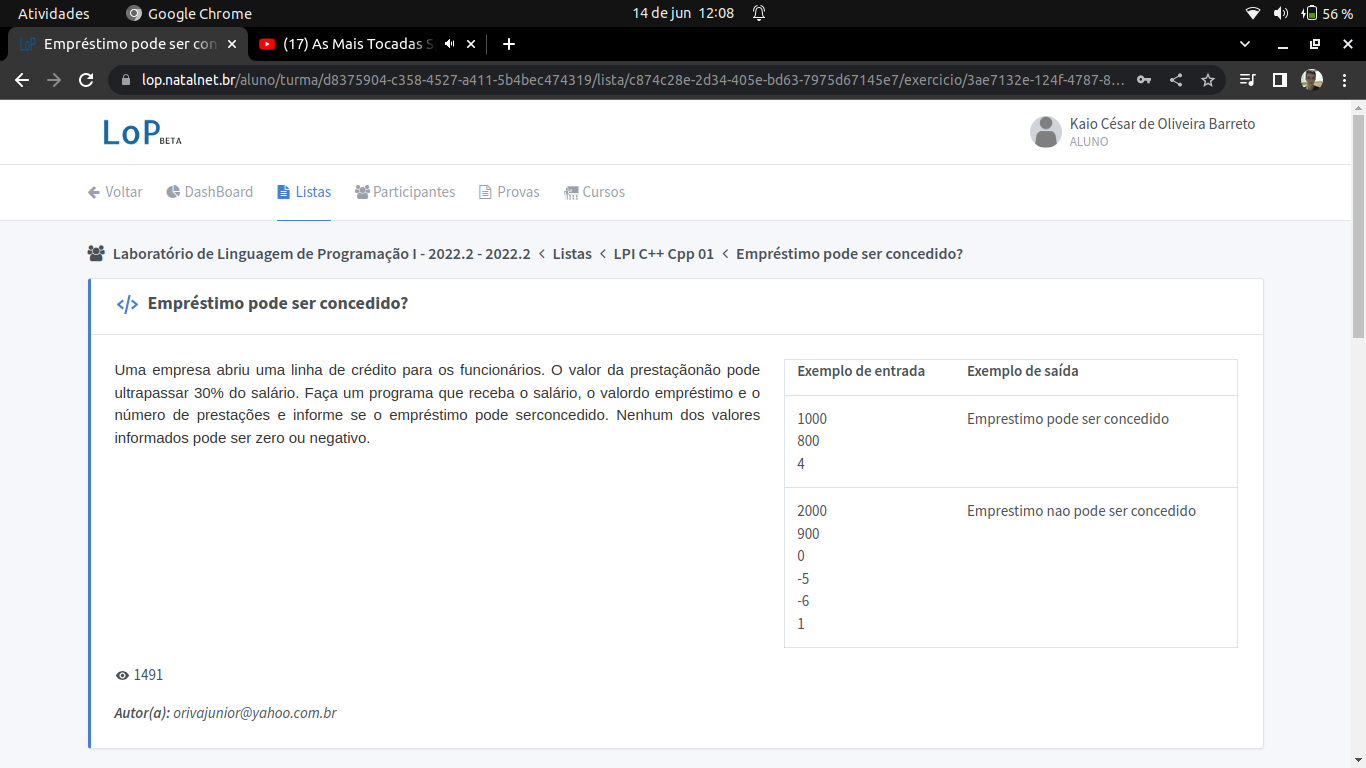 Atividades
Google Chrome
14 de jun 12:08
56 %
Empréstimo pode ser con
(17) As Mais Tocadas S
lop.natalnet.br/aluno/turma/d8375904-c358-4527-a411-5b4bec474319/lista/c874c28e-2d34-405e-bd63-7975d67145e7/exercicio/3ae7132e-124f-4787-8...
LoP BETA
Kaio César de Oliveira Barreto
ALUNO
Voltar DashBoard Listas Participantes Provas Cursos
Laboratório de Linguagem de Programação I - 2022.2 - 2022.2 < Listas < LPI C++ Cpp 01 < Empréstimo pode ser concedido?
</> Empréstimo pode ser concedido?
Uma empresa abriu uma linha de crédito para os funcionários. O valor da prestaçãonão pode
ultrapassar 30% do salário. Faça um programa que receba o salário, o valordo empréstimo e o
número de prestações e informe se o empréstimo pode serconcedido. Nenhum dos valores
informados pode ser zero ou negativo.
Exemplo de entrada Exemplo de saída
1000 Emprestimo pode ser concedido
800
4
2000 Emprestimo nao pode ser concedido
900
0
-5
-6
1
1491
Autor(a): orivajunior@yahoo.com.br